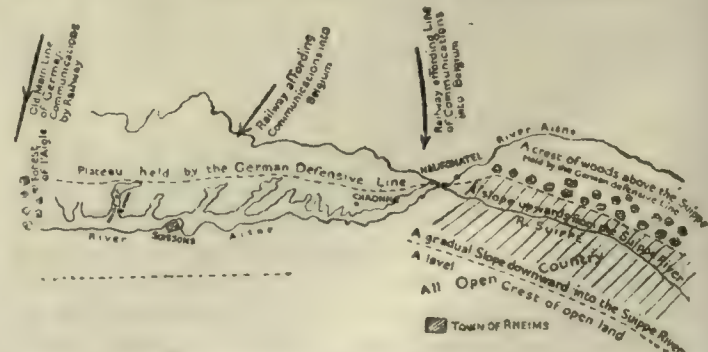 Old Main Line
of German
Communications
by Railway
Railway affording
Communications into
Belgium
Railway affording Line
of Communications
into
Belgium
Forest
of l'Aigle
Plateau held by the German Defensive Line
CRAONNE
NEUFCHATEL
River Aisne
A crest of woods above the Suippe
Held by the German defensive Line
A slope upwards from the Suippe River
R. SUIPPE
River Aisne
SOISSONS
Country
A gradual Slope downward into the Suippe River
A level
All Open Crest of open land
TOWN OF RHEIMS